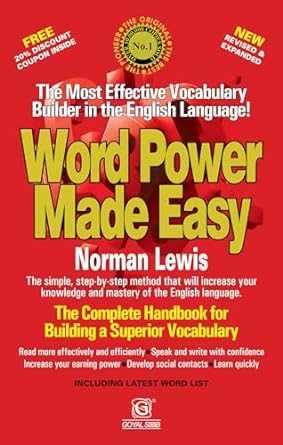 FREE
20% DISCOUNT
COUPON INSIDE
THE ORIGINAL
THE BEST
THE PIONEER
No.1
NEW
REVISED &
EXPANDED
The Most Effective Vocabulary
Builder in the English Language!
Word Power
Made Easy
Norman Lewis
The simple, step-by-step method that will increase your
knowledge and mastery of the English language.
The Complete Handbook for
Building a Superior Vocabulary
Read more effectively and efficiently • Speak and write with confidence
Increase your earning power • Develop social contacts • Learn quickly
INCLUDING LATEST WORD LIST
G
GOYAL SAAB